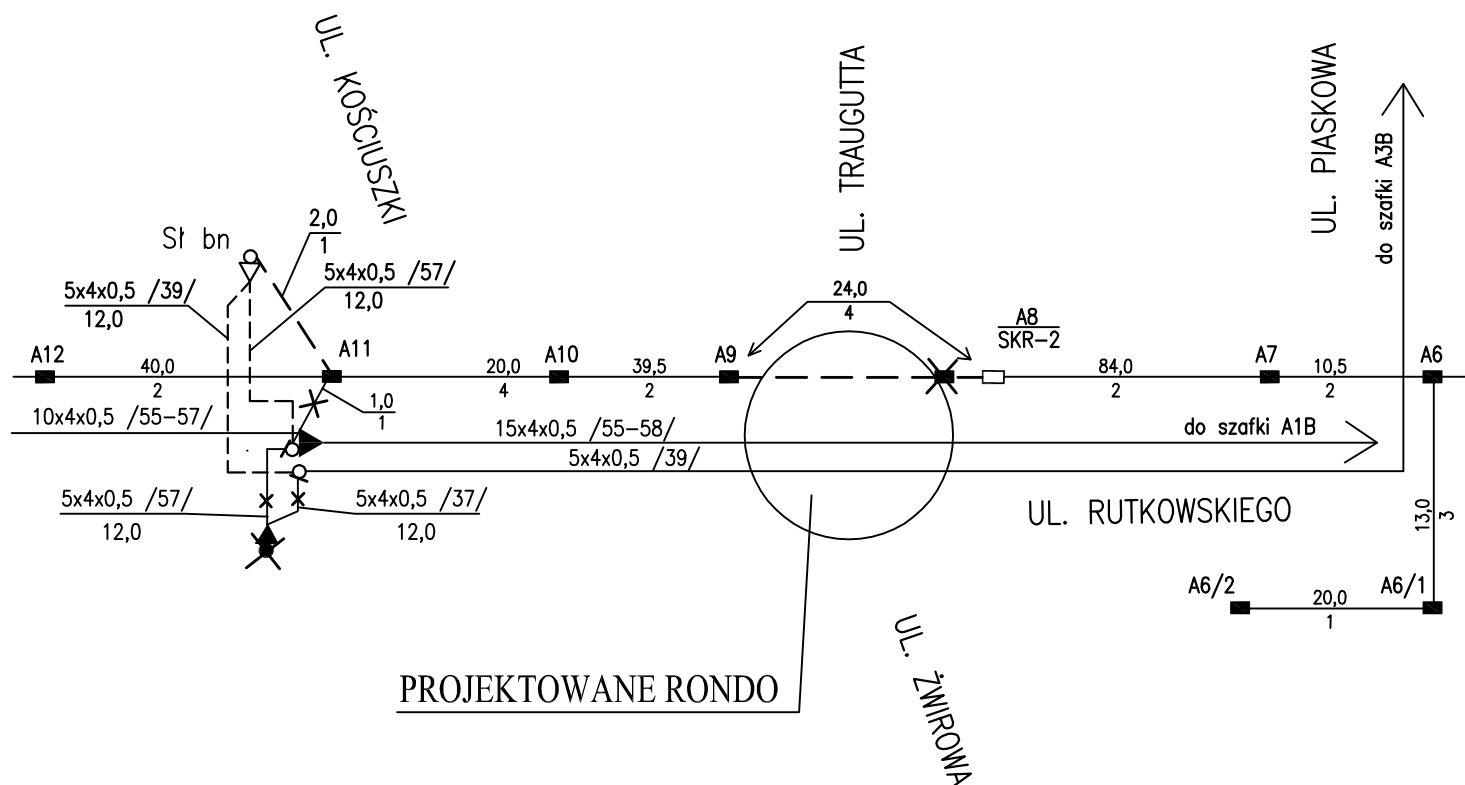 UL. KOŚCIUSZKI
UL. TRAUGUTTA
UL. PIASKOWA
do szafki A3B
Sł bn
2,0
1
5x4x0,5 /57/
12,0
5x4x0,5 /39/
12,0
24,0
4
A8
SKR-2
A12
40,0
2
A11
20,0
4
A10
39,5
2
A9
84,0
2
A7
10,5
2
A6
1,0
1
10x4x0,5 /55-57/
15x4x0,5 /55-58/
do szafki A1B
5x4x0,5 /39/
5x4x0,5 /57/
12,0
5x4x0,5 /37/
12,0
UL. RUTKOWSKIEGO
13,0
3
A6/2
20,0
1
A6/1
UL. ŻWIROWA
PROJEKTOWANE RONDO